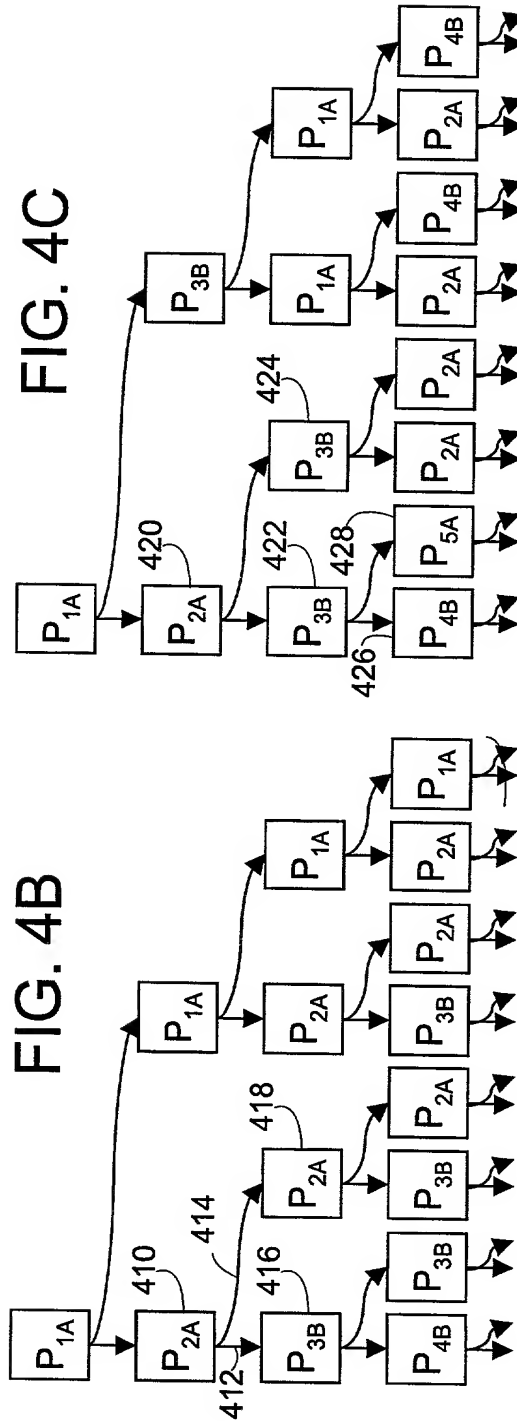 FIG. 4B
P1A
410
P2A
P1A
412
414
416
418
P3B
P2A
P2A
P1A
P4B
P3B
P3B
P2A
P3B
P2A
P2A
P1A
FIG. 4C
P1A
420
P2A
P3B
422
424
P3B
P3B
P1A
P1A
426
428
P4B
P5A
P2A
P2A
P2A
P4B
P2A
P4B